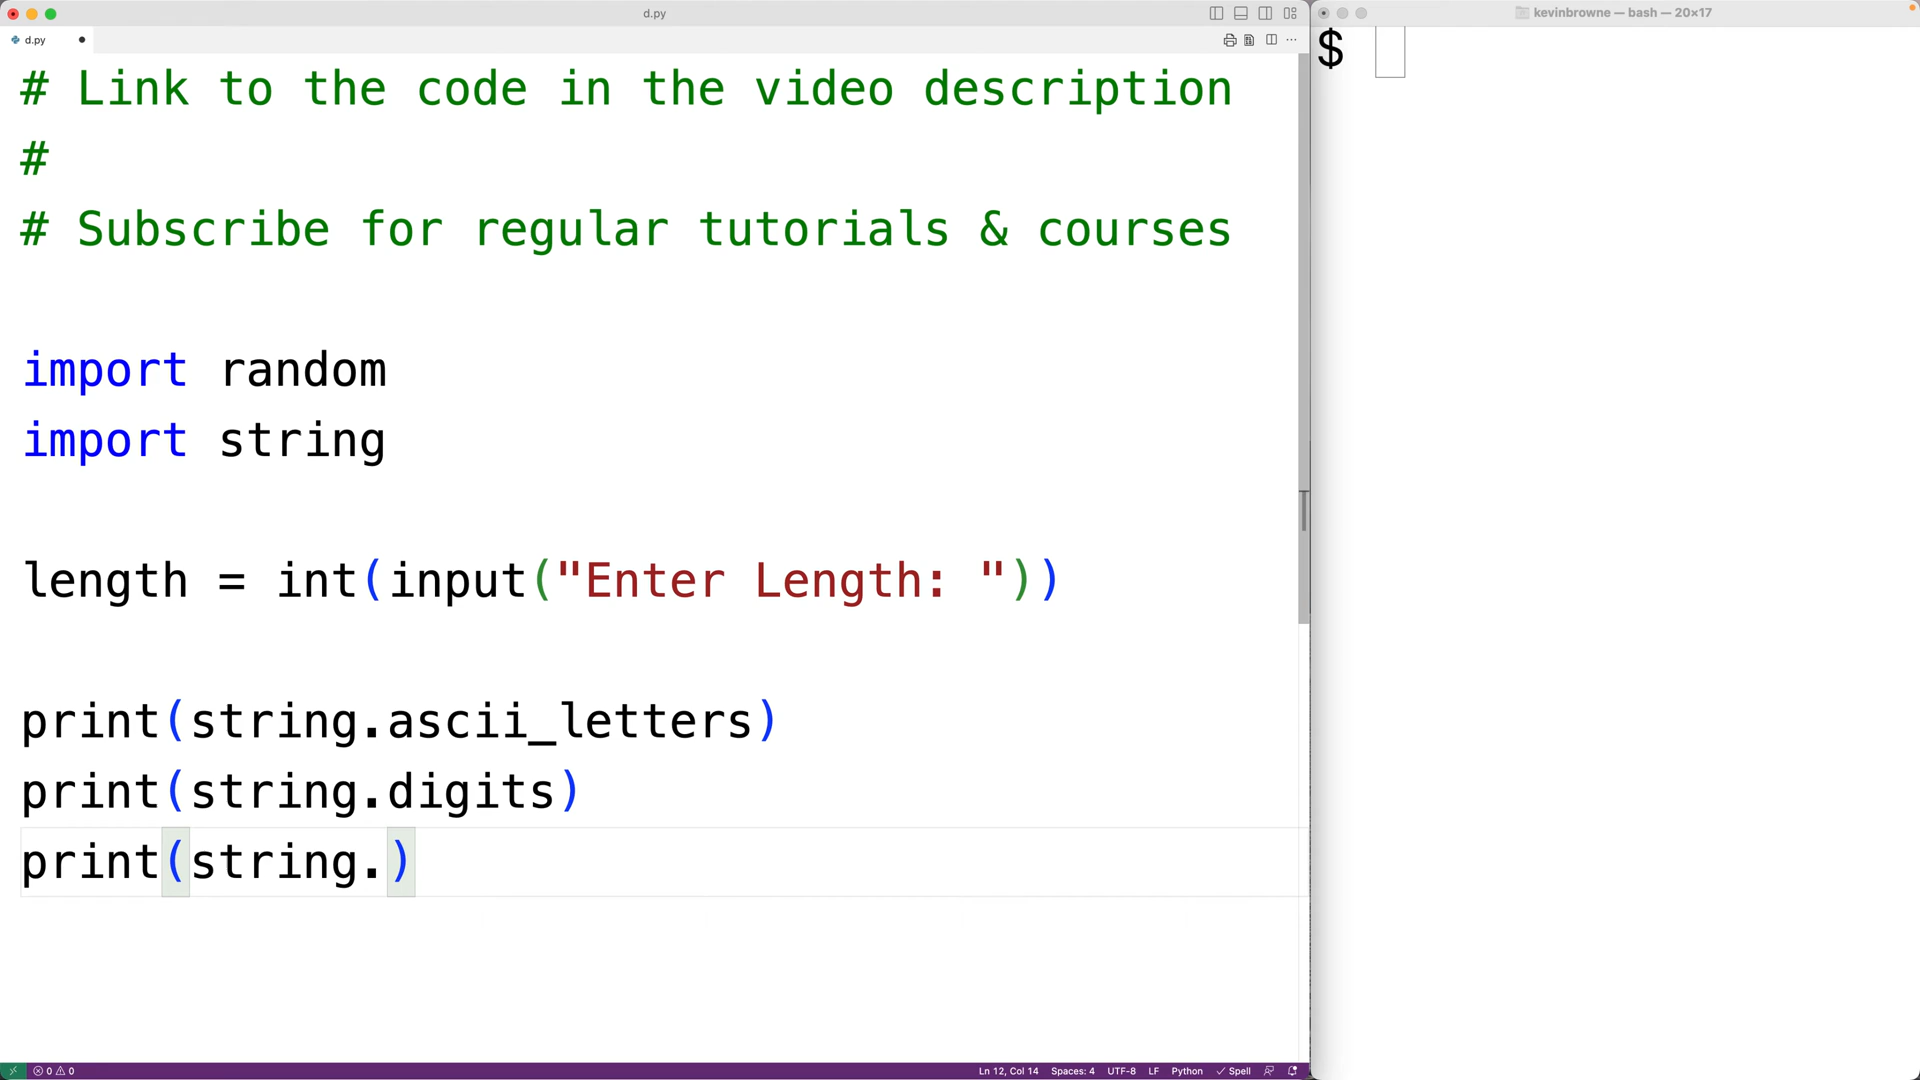 d.py
kevinbrowne — bash — 20×17
d.py
$
# Link to the code in the video description
#
# Subscribe for regular tutorials & courses
import random
import string
length = int(input("Enter Length: "))
print(string.ascii_letters)
print(string.digits)
print(string.)
0 0 Ln 12, Col 14 Spaces: 4 UTF-8 LF Python Spell